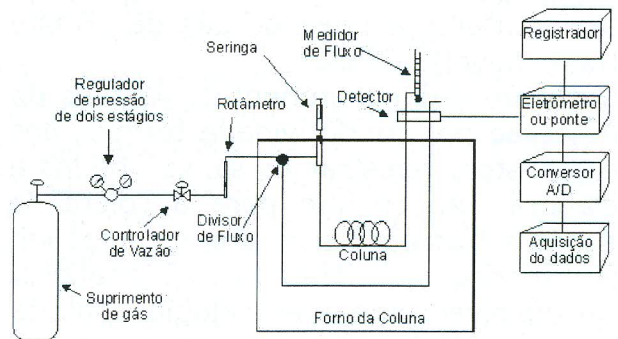 Medidor
de Fluxo
Seringa
Registrador
Regulador
de pressão
de dois estágios
Rotâmetro
Detector
Eletrômetro
ou ponte
Conversor
A/D
Controlador
de Vazão
Divisor
de Fluxo
Coluna
Aquisição
do dados
Suprimento
de gás
Forno da Coluna